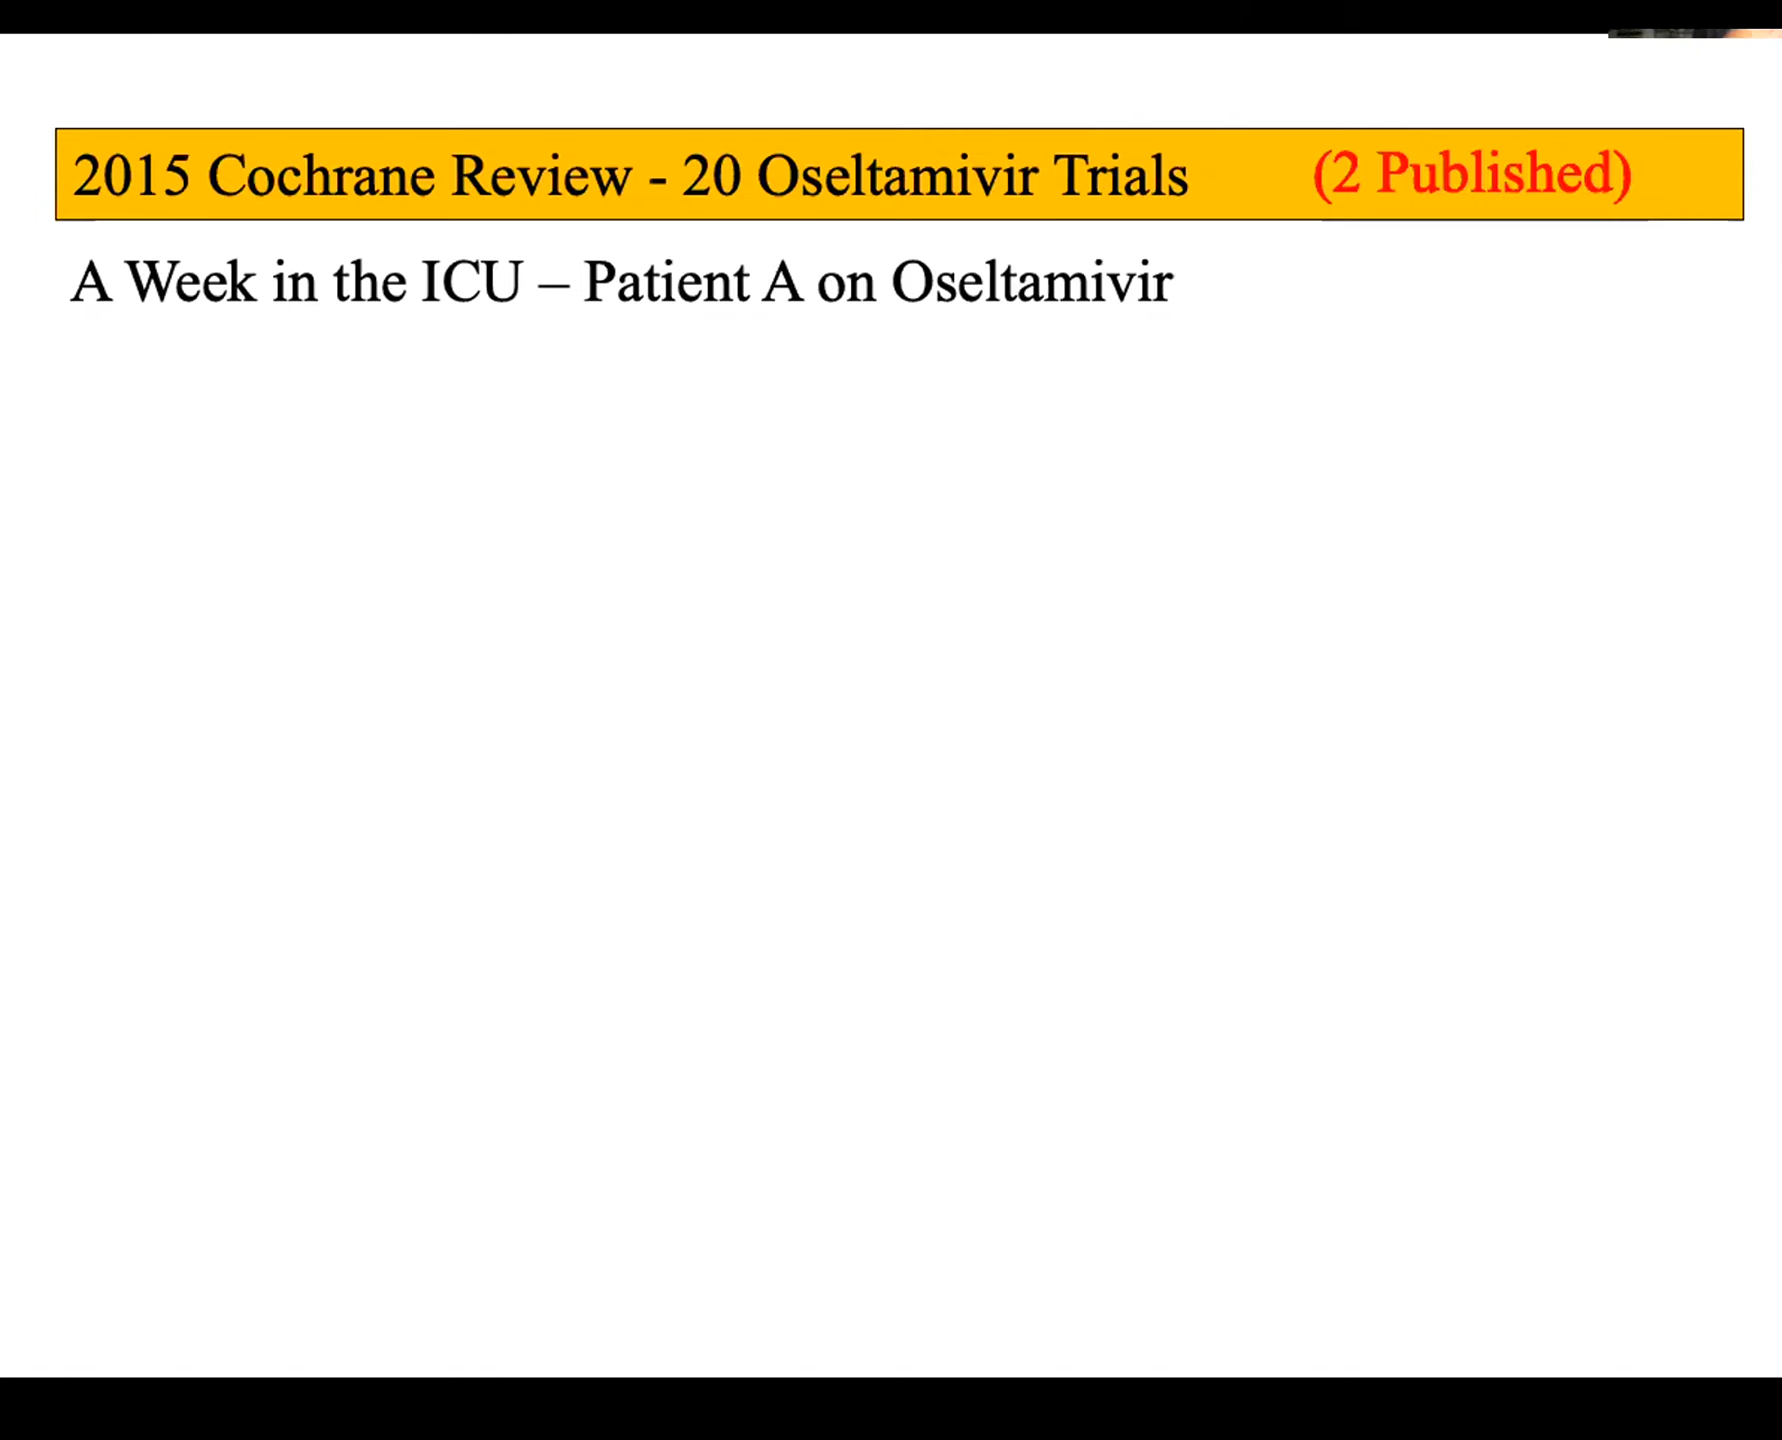 2015 Cochrane Review - 20 Oseltamivir Trials (2 Published)
A Week in the ICU – Patient A on Oseltamivir